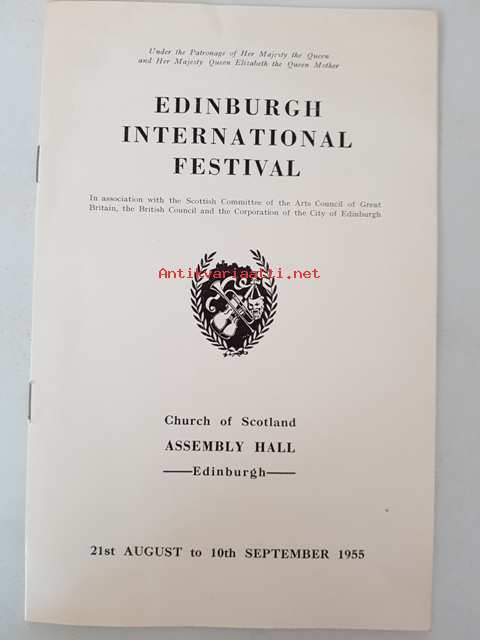 Under the Patronage of Her Majesty the Queen
and Her Majesty Queen Elizabeth the Queen Mother
EDINBURGH
INTERNATIONAL
FESTIVAL
In association with the Scottish Committee of the Arts Council of Great
Britain, the British Council and the Corporation of the City of Edinburgh
Antikvariaatti.net
Church of Scotland
ASSEMBLY HALL
Edinburgh
21st AUGUST to 10th SEPTEMBER 1955